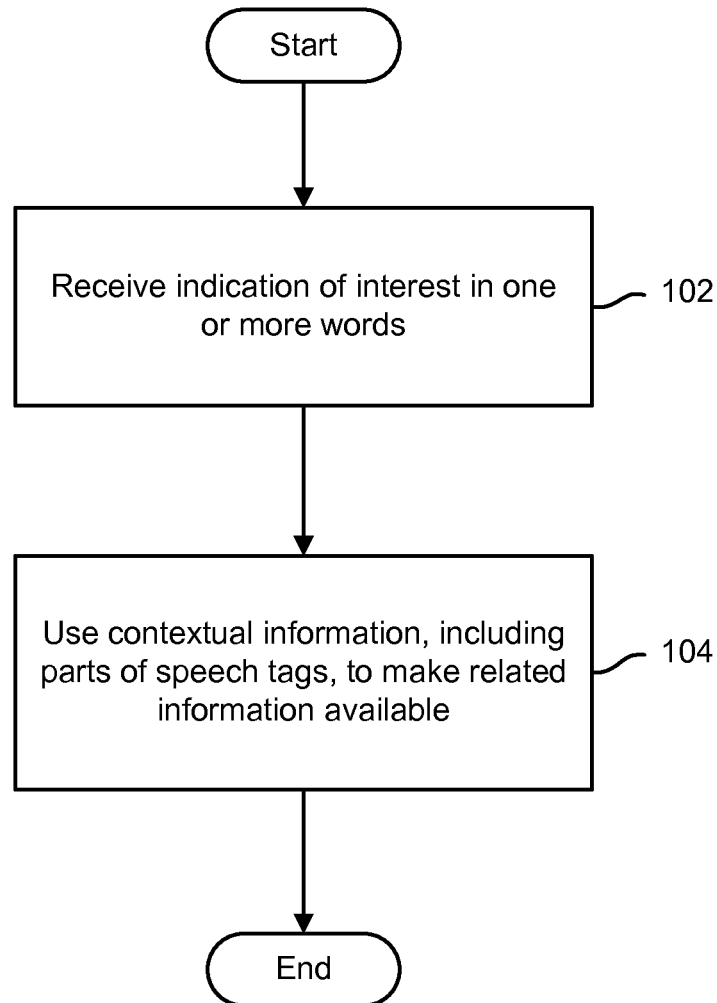 Start
Receive indication of interest in one
or more words
102
Use contextual information, including
parts of speech tags, to make related
information available
104
End